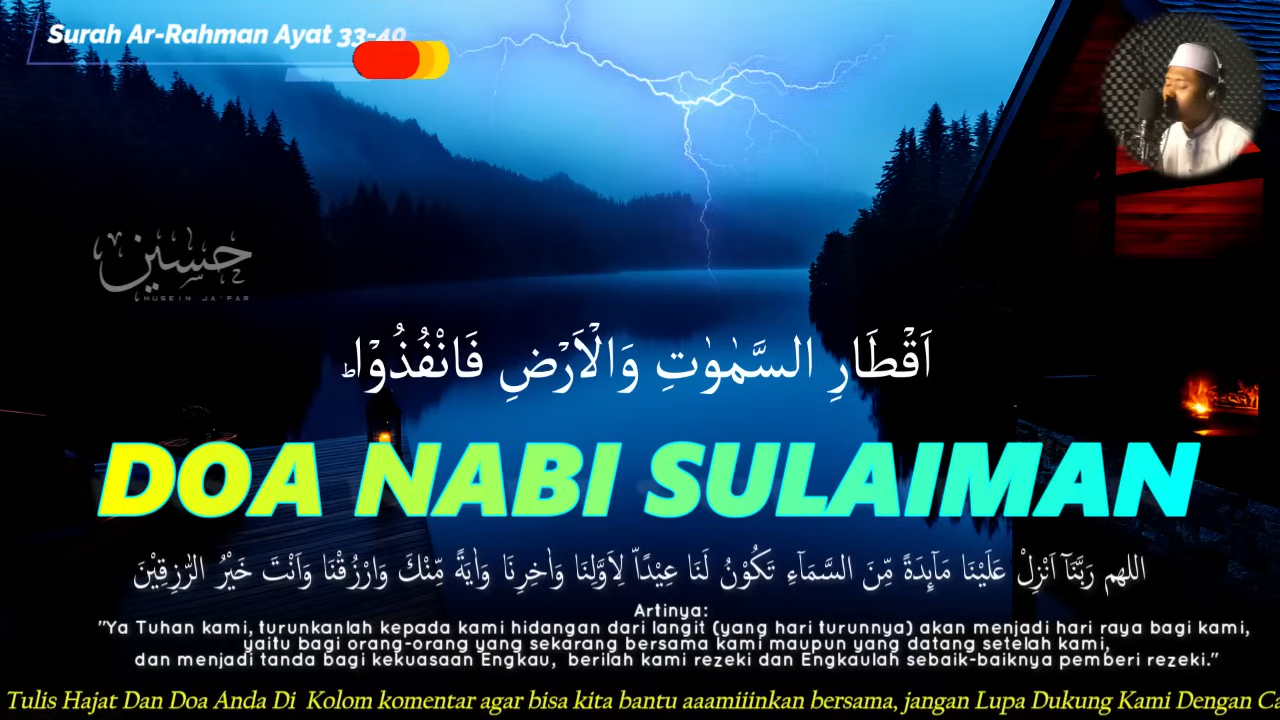 Surah Ar-Rahman Ayat 33-40
حسين
HUSEIN JA'FAR
اَقْطَارِ السَّمٰوٰتِ وَالْاَرْضِ فَانْفُذُوْاۗ
DOA NABI SULAIMAN
اللهم رَبَّنَآ اَنْزِلْ عَلَيْنَا مَاۤىِٕدَةً مِّنَ السَّمَاۤءِ تَكُوْنُ لَنَا عِيْدًا لِّاَوَّلِنَا وَاٰخِرِنَا وَاٰيَةً مِّنْكَ وَارْزُقْنَا وَاَنْتَ خَيْرُ الرّٰزِقِيْنَ
Artinya:
"Ya Tuhan kami, turunkanlah kepada kami hidangan dari langit (yang hari turunnya) akan menjadi hari raya bagi kami,
yaitu bagi orang-orang yang sekarang bersama kami maupun yang datang setelah kami,
dan menjadi tanda bagi kekuasaan Engkau, berilah kami rezeki dan Engkaulah sebaik-baiknya pemberi rezeki."
Tulis Hajat Dan Doa Anda Di Kolom komentar agar bisa kita bantu aaamiiinkan bersama, jangan Lupa Dukung Kami Dengan